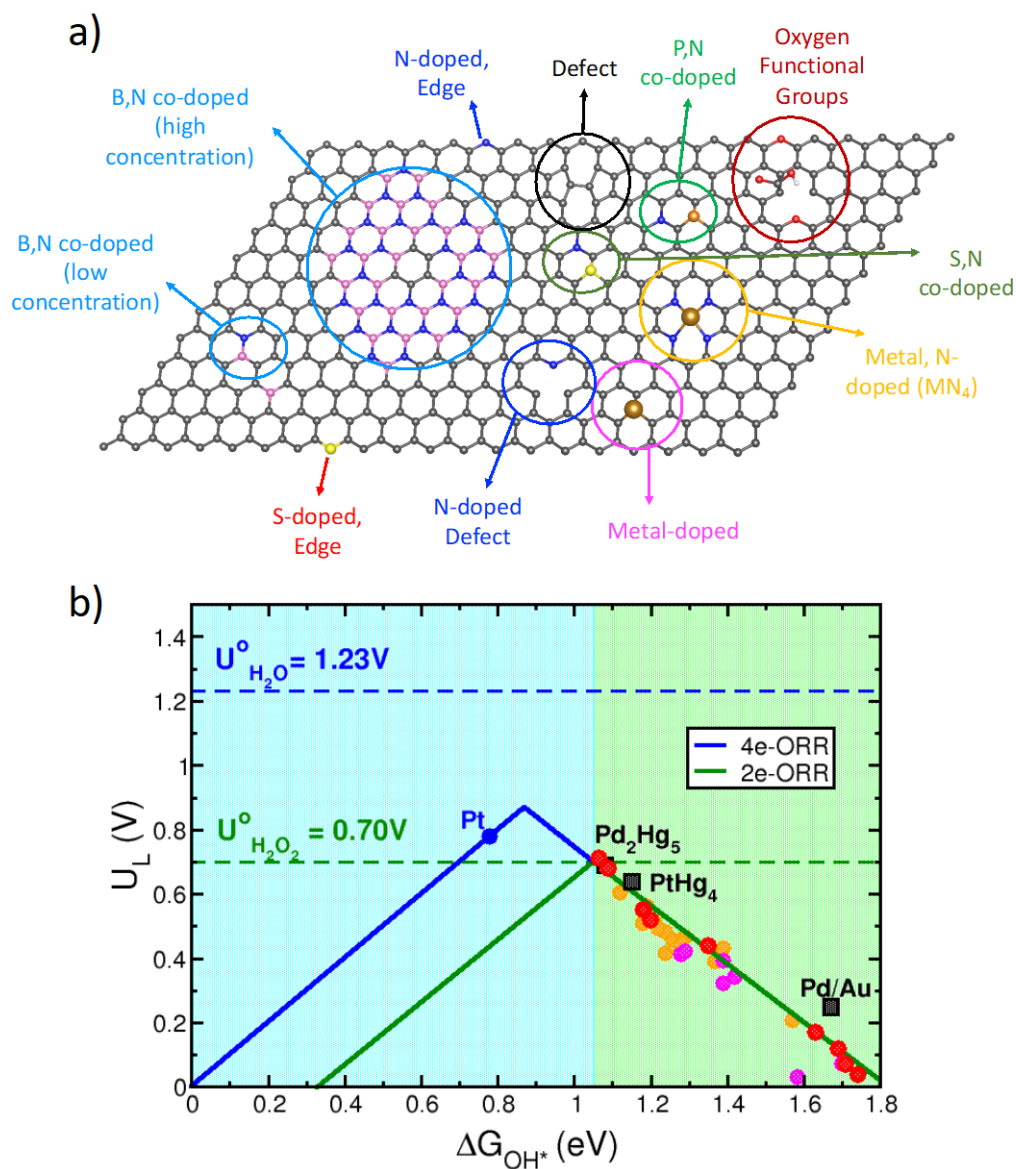 a)
N-doped,
Edge
Defect
P,N
co-doped
Oxygen
Functional
Groups
B,N co-doped
(high
concentration)
B,N co-doped
(low
concentration)
S,N
co-doped
Metal, N-
doped (MN₄)
S-doped,
Edge
N-doped
Defect
Metal-doped
b)
U°H₂O = 1.23V
4e-ORR
2e-ORR
Pt
U°H₂O₂ = 0.70V
Pd₂Hg₅
PtHg₄
Pd/Au
U_L (V)
1.4
1.2
1
0.8
0.6
0.4
0.2
0
0 0.2 0.4 0.6 0.8 1 1.2 1.4 1.6 1.8
ΔG_OH* (eV)